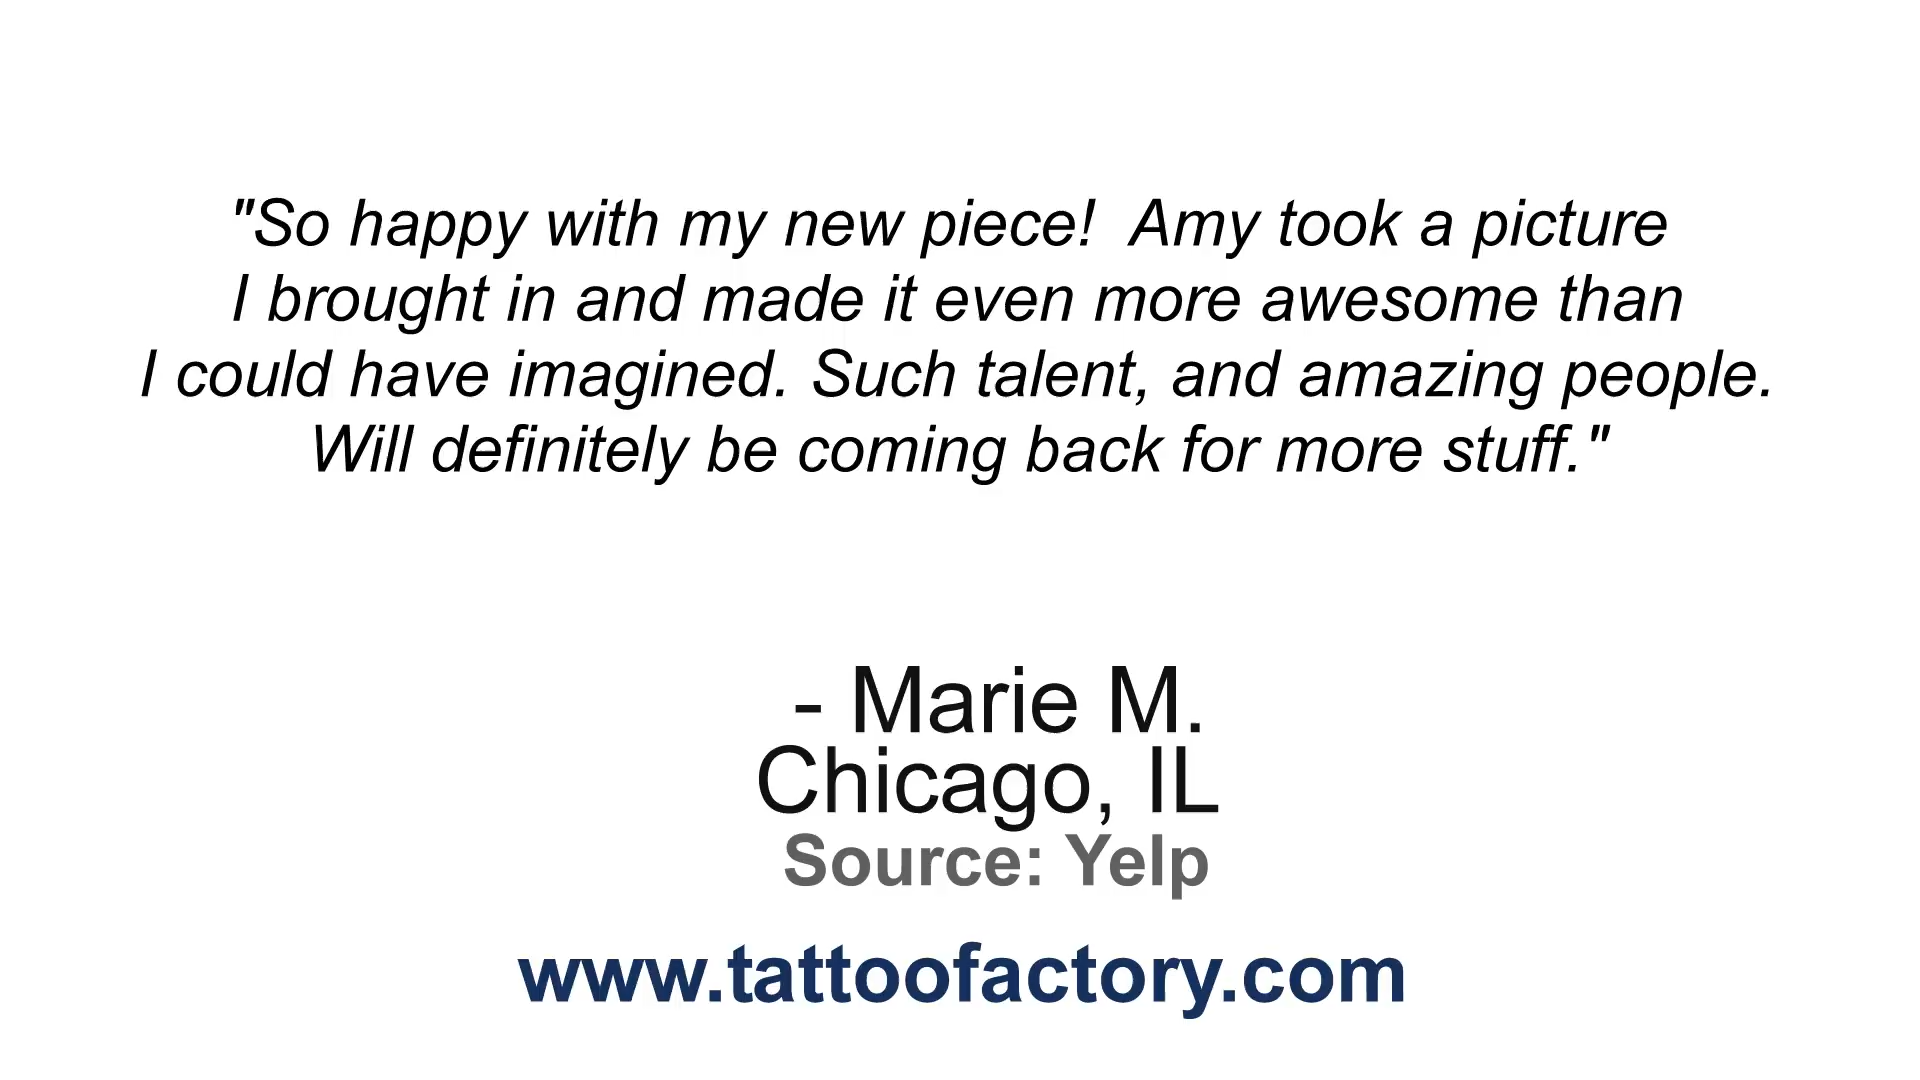 "So happy with my new piece!  Amy took a picture
I brought in and made it even more awesome than
I could have imagined. Such talent, and amazing people.
Will definitely be coming back for more stuff."
- Marie M.
Chicago, IL
Source: Yelp
www.tattoofactory.com